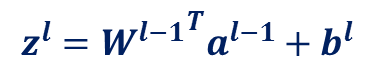 $z^l = {W^{l-1}}^T a^{l-1} + b^l$